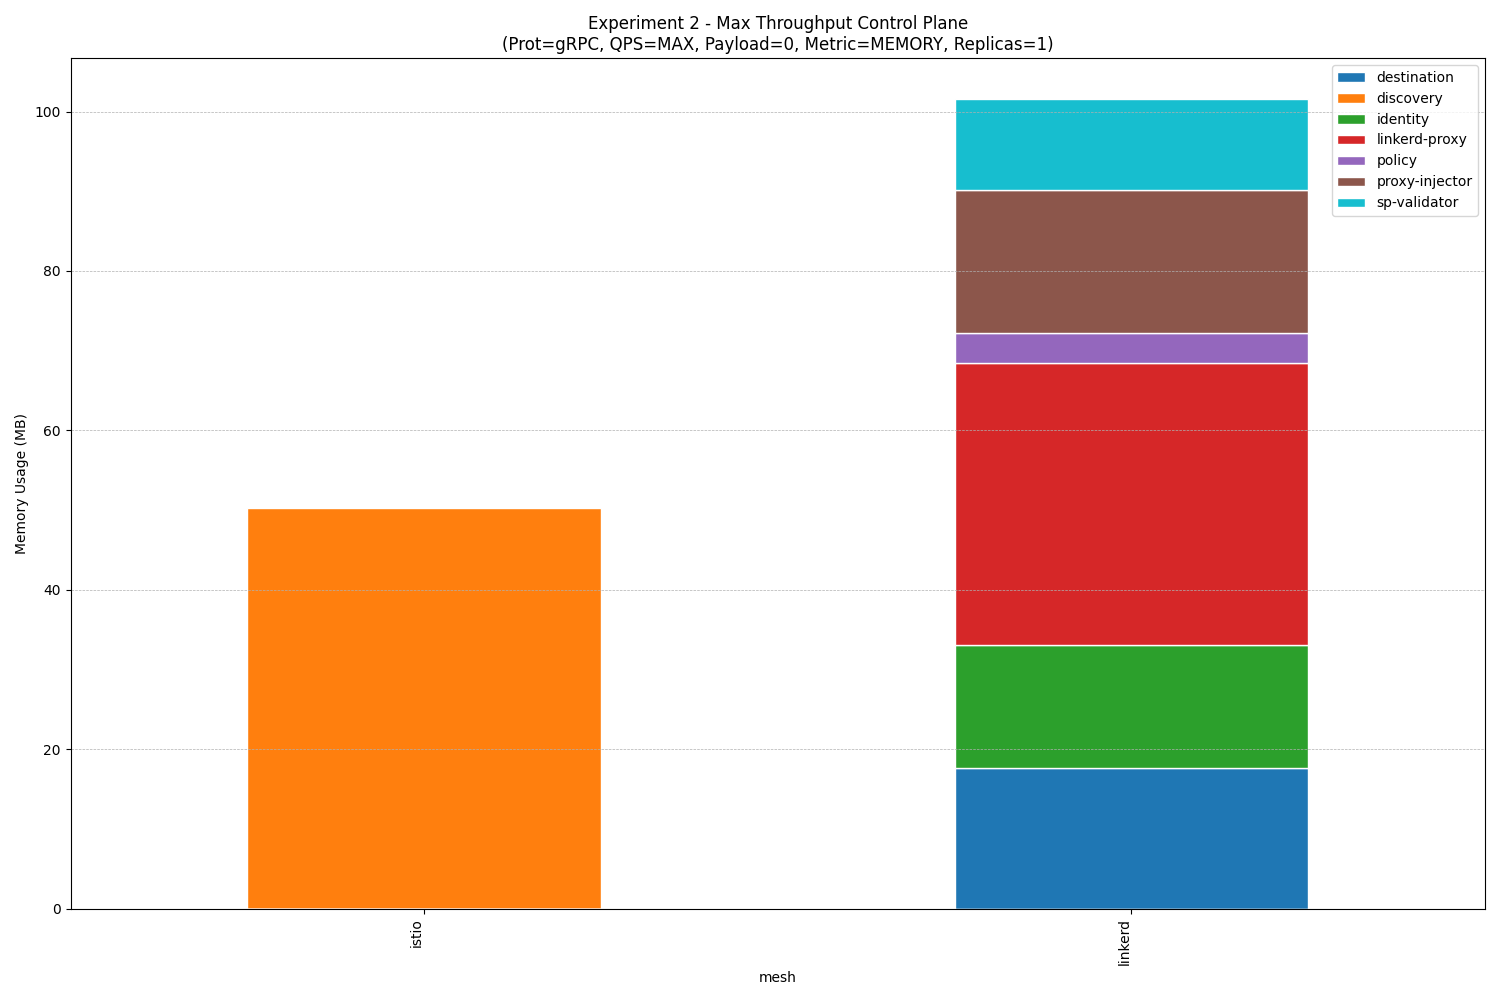 Experiment 2 - Max Throughput Control Plane
(Prot=gRPC, QPS=MAX, Payload=0, Metric=MEMORY, Replicas=1)
destination
discovery
identity
linkerd-proxy
policy
proxy-injector
sp-validator
100
80
60
40
20
0
Memory Usage (MB)
istio
linkerd
mesh